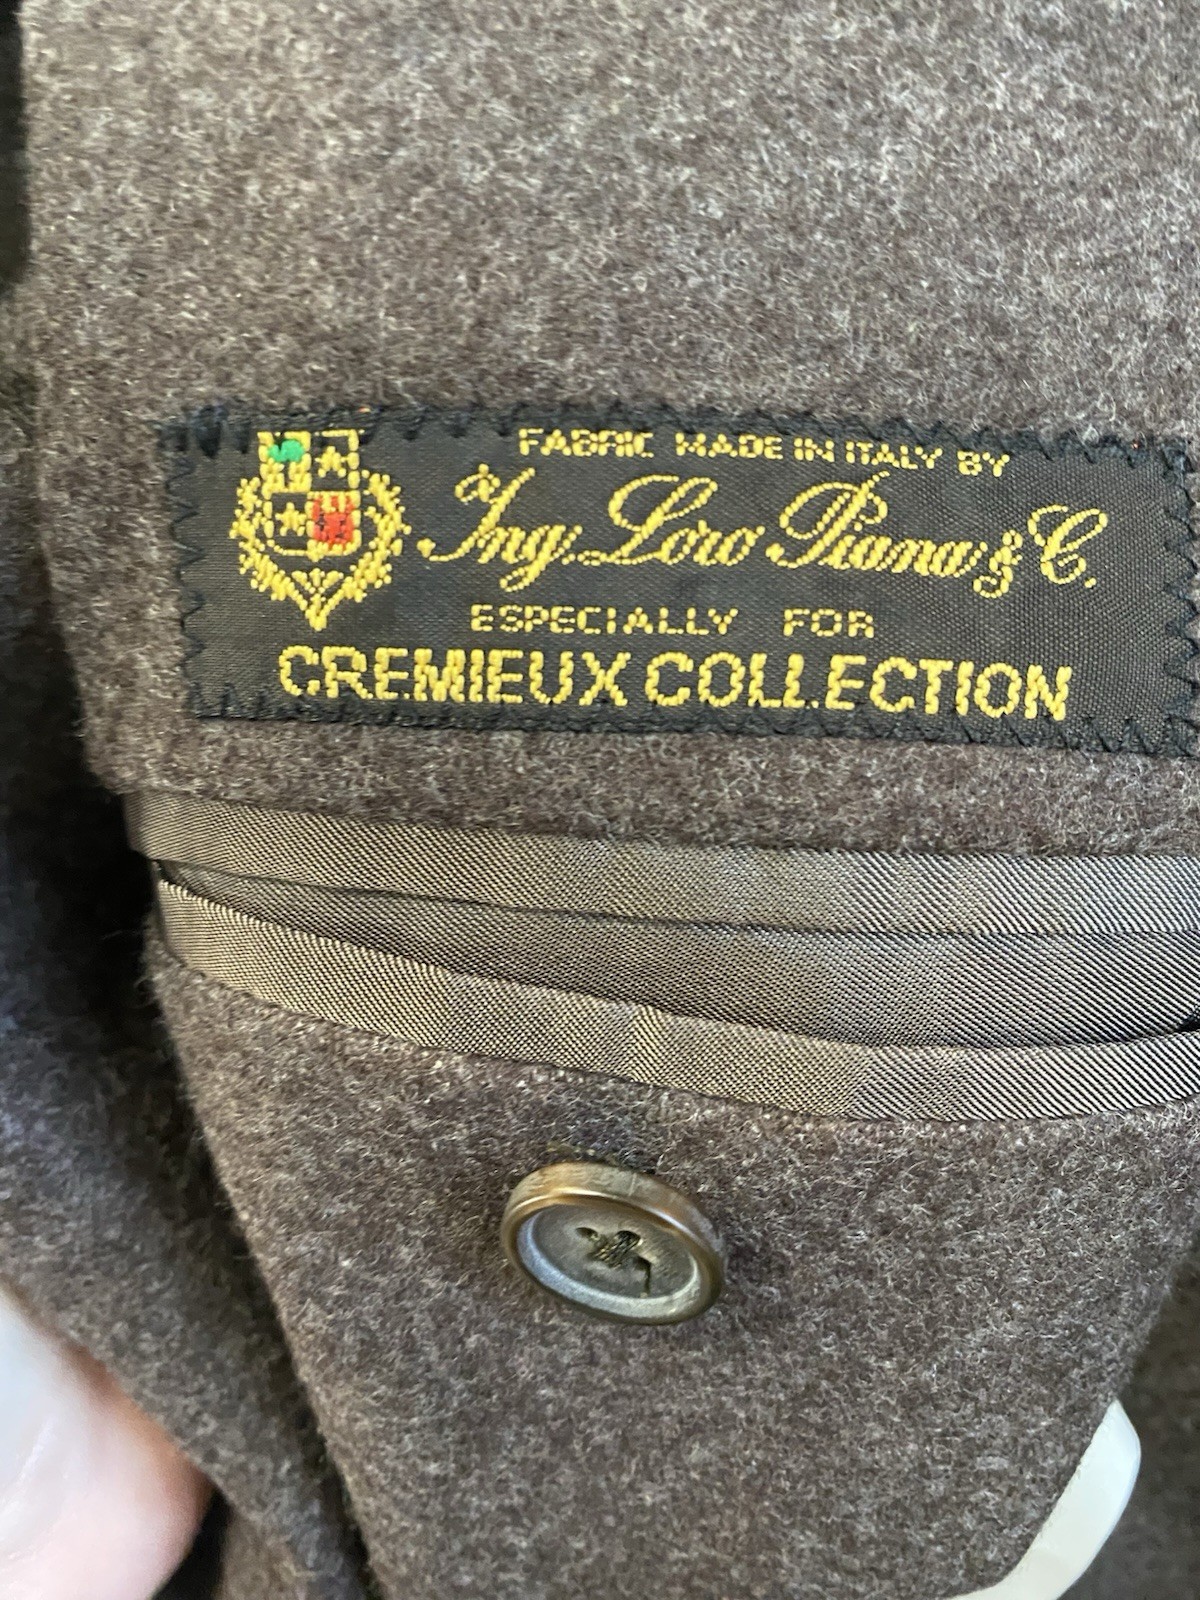 FABRIC MADE IN ITALY BY
Ing. Loro Piana & C.
ESPECIALLY FOR
CREMIEUX COLLECTION